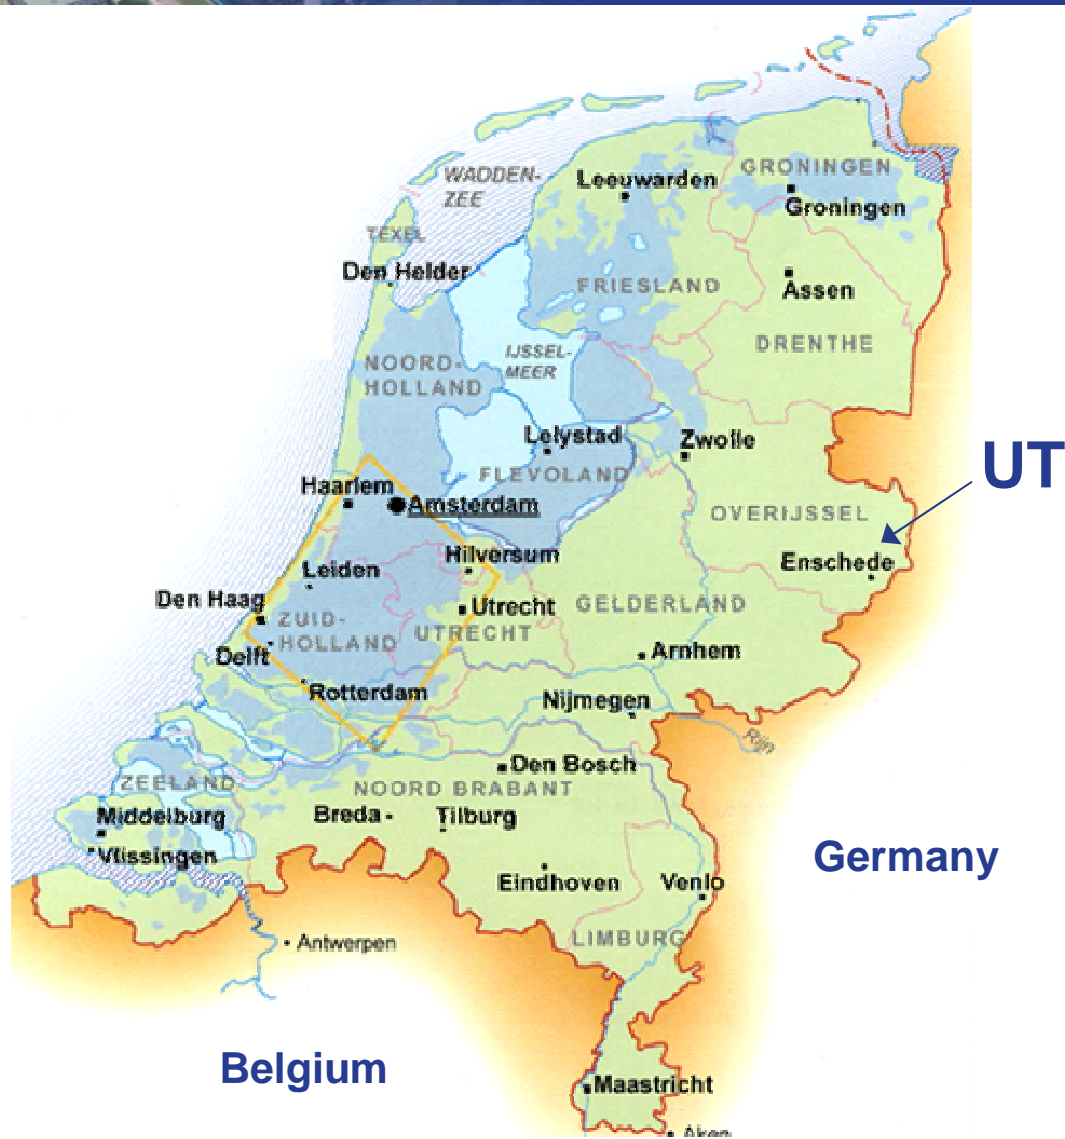 GRONINGEN
WADDEN-
ZEE
Leeuwarden
Groningen
TEXEL
Den Helder
FRIESLAND
Assen
DRENTHE
IJSSEL-
MEER
NOORD-
HOLLAND
Lelystad
Zwolle
FLEVOLAND
UT
Haarlem
Amsterdam
OVERIJSSEL
Hilversum
Enschede
Leiden
Den Haag
Utrecht
GELDERLAND
ZUID-
HOLLAND
UTRECHT
Delft
Arnhem
Rotterdam
Nijmegen
Rijn
Den Bosch
ZEELAND
NOORD BRABANT
Middelburg
Breda
Tilburg
Vlissingen
Germany
Eindhoven
Venlo
LIMBURG
Antwerpen
Belgium
Maastricht
Aken